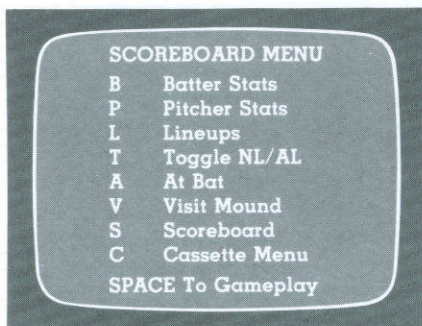 SCOREBOARD MENU
B Batter Stats
P Pitcher Stats
L Lineups
T Toggle NL/AL
A At Bat
V Visit Mound
S Scoreboard
C Cassette Menu
SPACE To Gameplay